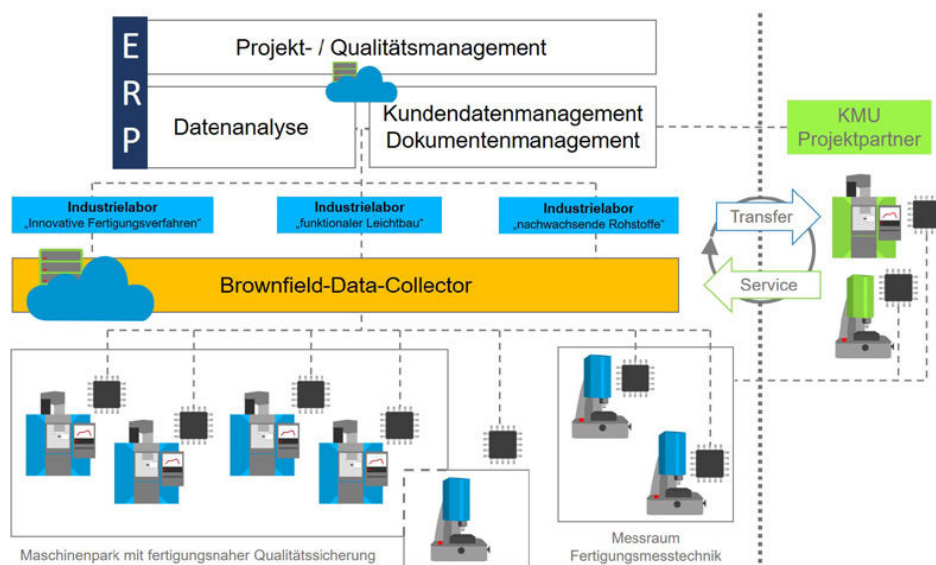 ERP
Projekt- / Qualitätsmanagement
Datenanalyse
Kundendatenmanagement
Dokumentenmanagement
KMU
Projektpartner
Industrielabor
„Innovative Fertigungsverfahren“
Industrielabor
„funktionaler Leichtbau“
Industrielabor
„nachwachsende Rohstoffe“
Transfer
Service
Brownfield-Data-Collector
Maschinenpark mit fertigungsnaher Qualitätssicherung
Messraum
Fertigungsmesstechnik